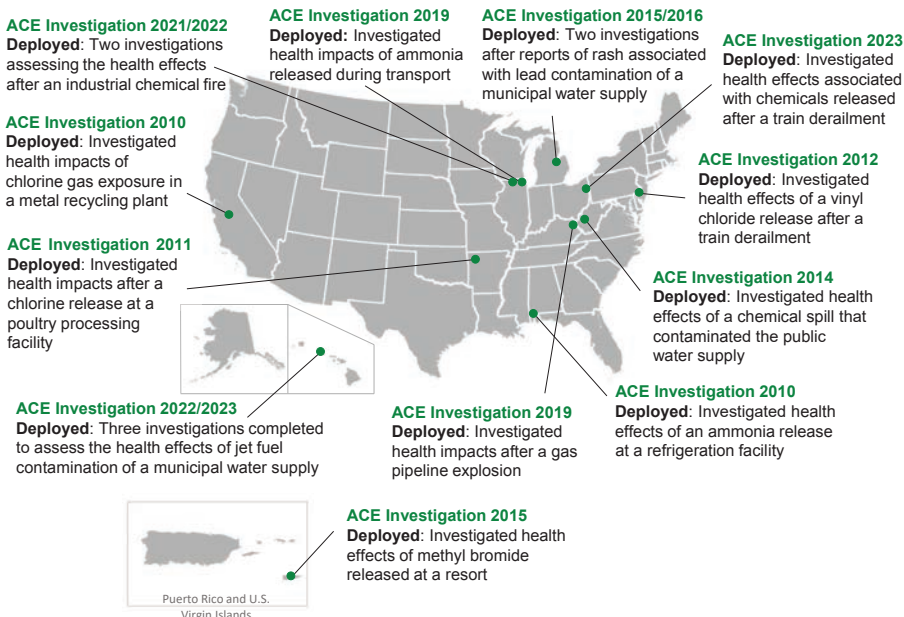 ACE Investigation 2021/2022
Deployed: Two investigations
assessing the health effects
after an industrial chemical fire
ACE Investigation 2019
Deployed: Investigated
health impacts of ammonia
released during transport
ACE Investigation 2015/2016
Deployed: Two investigations
after reports of rash associated
with lead contamination of a
municipal water supply
ACE Investigation 2023
Deployed: Investigated
health effects associated
with chemicals released
after a train derailment
ACE Investigation 2010
Deployed: Investigated
health impacts of
chlorine gas exposure in
a metal recycling plant
ACE Investigation 2012
Deployed: Investigated
health effects of a vinyl
chloride release after a
train derailment
ACE Investigation 2011
Deployed: Investigated
health impacts after a
chlorine release at a
poultry processing
facility
ACE Investigation 2014
Deployed: Investigated health
effects of a chemical spill that
contaminated the public
water supply
ACE Investigation 2022/2023
Deployed: Three investigations completed
to assess the health effects of jet fuel
contamination of a municipal water supply
ACE Investigation 2019
Deployed: Investigated
health impacts after a gas
pipeline explosion
ACE Investigation 2010
Deployed: Investigated health
effects of an ammonia release
at a refrigeration facility
ACE Investigation 2015
Deployed: Investigated health
effects of methyl bromide
released at a resort
Puerto Rico and U.S.
Virgin Islands